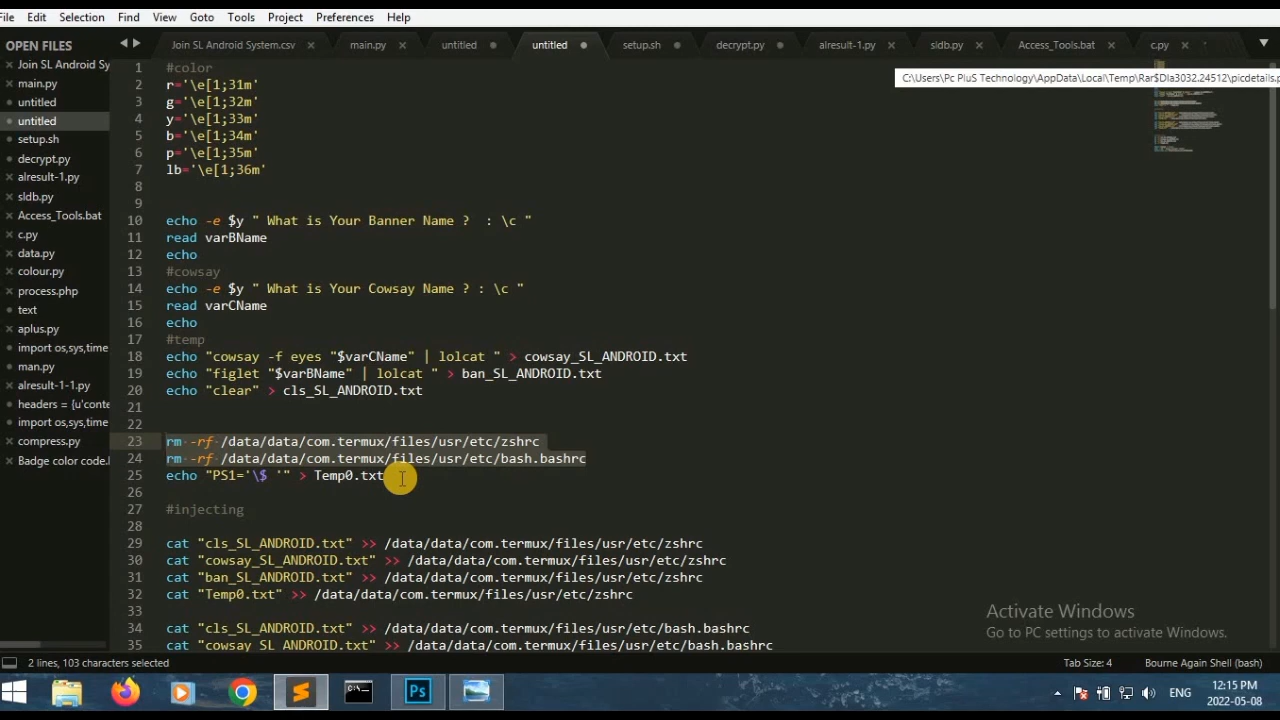 File Edit Selection Find View Goto Tools Project Preferences Help
OPEN FILES
Join SL Android Sy
main.py
untitled
untitled
setup.sh
decrypt.py
alresult-1.py
sldb.py
Access_Tools.bat
c.py
data.py
colour.py
process.php
text
aplus.py
import os,sys,time
man.py
alresult-1-1.py
headers = {u'conte
import os,sys,time
compress.py
Badge color code.l
Join SL Android System.csv main.py untitled untitled setup.sh decrypt.py alresult-1.py sldb.py Access_Tools.bat c.py
C:\Users\Pc PluS Technology\AppData\Local\Temp\Rar$DIa3032.24512\picdetails.p
1 #color
2 r='\e[1;31m'
3 g='\e[1;32m'
4 y='\e[1;33m'
5 b='\e[1;34m'
6 p='\e[1;35m'
7 lb='\e[1;36m'
8
9
10 echo -e $y " What is Your Banner Name ?  : \c "
11 read varBName
12 echo
13 #cowsay
14 echo -e $y " What is Your Cowsay Name ? : \c "
15 read varCName
16 echo
17 #temp
18 echo "cowsay -f eyes "$varCName" | lolcat " > cowsay_SL_ANDROID.txt
19 echo "figlet "$varBName" | lolcat " > ban_SL_ANDROID.txt
20 echo "clear" > cls_SL_ANDROID.txt
21
22
23 rm -rf /data/data/com.termux/files/usr/etc/zshrc
24 rm -rf /data/data/com.termux/files/usr/etc/bash.bashrc
25 echo "PS1='\$ '" > Temp0.txt
26
27 #injecting
28
29 cat "cls_SL_ANDROID.txt" >> /data/data/com.termux/files/usr/etc/zshrc
30 cat "cowsay_SL_ANDROID.txt" >> /data/data/com.termux/files/usr/etc/zshrc
31 cat "ban_SL_ANDROID.txt" >> /data/data/com.termux/files/usr/etc/zshrc
32 cat "Temp0.txt" >> /data/data/com.termux/files/usr/etc/zshrc
33
34 cat "cls_SL_ANDROID.txt" >> /data/data/com.termux/files/usr/etc/bash.bashrc
35 cat "cowsay_SL_ANDROID.txt" >> /data/data/com.termux/files/usr/etc/bash.bashrc
Activate Windows
Go to PC settings to activate Windows.
2 lines, 103 characters selected Tab Size: 4 Bourne Again Shell (bash)
Ps
ENG
12:15 PM
2022-05-08